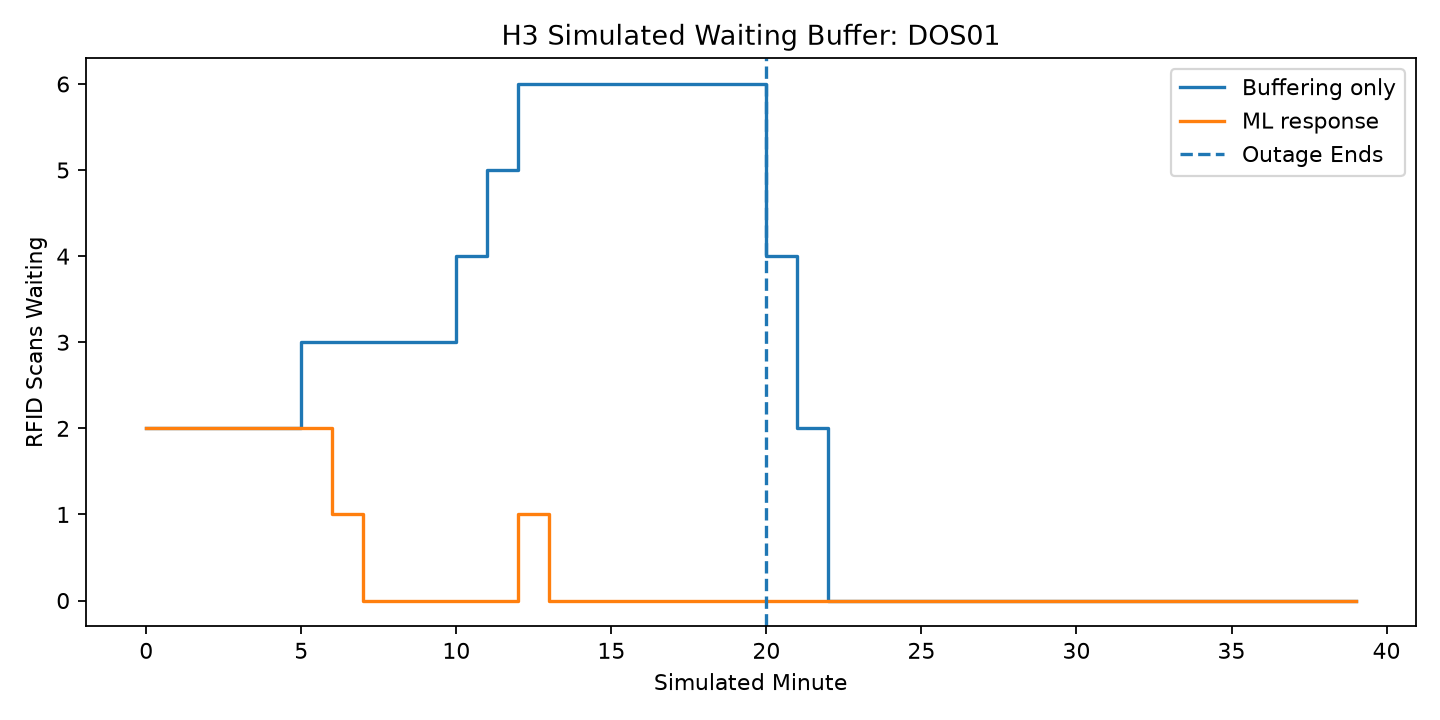 H3 Simulated Waiting Buffer: DOS01
Buffering only
ML response
Outage Ends
RFID Scans Waiting
6
5
4
3
2
1
0
0 5 10 15 20 25 30 35 40
Simulated Minute